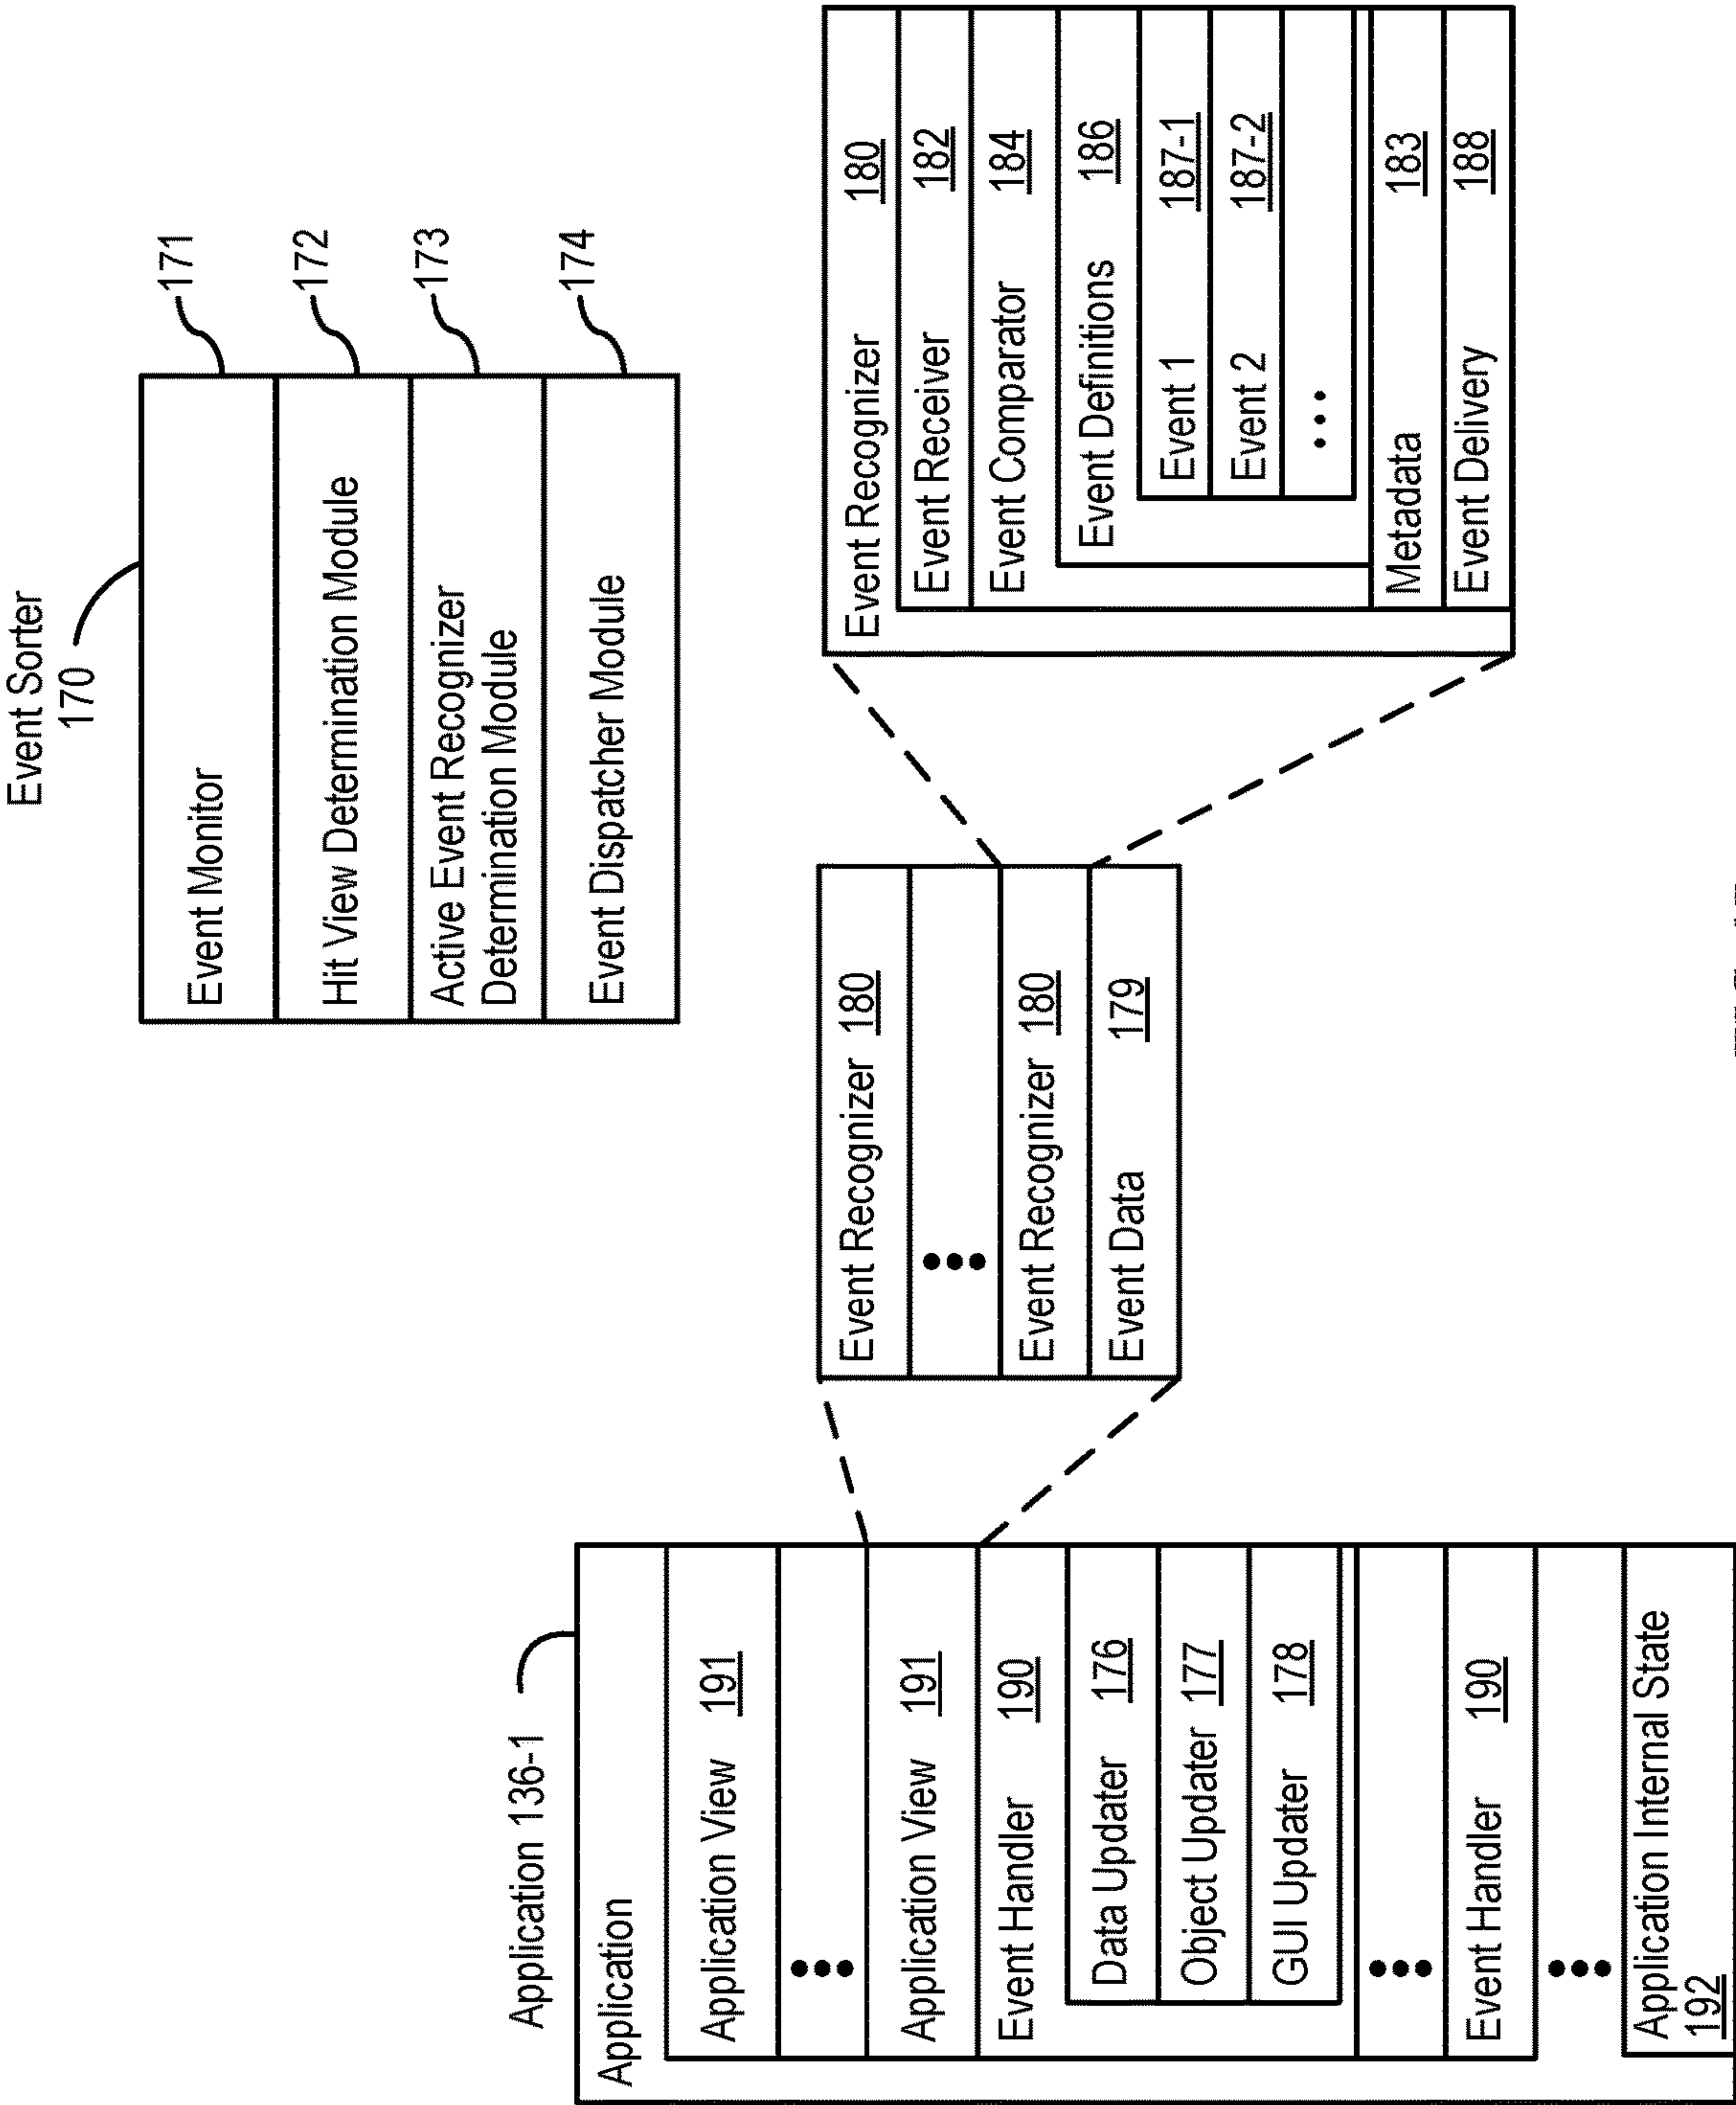 Event Sorter
170
Event Monitor
171
Hit View Determination Module
172
Active Event Recognizer
Determination Module
173
Event Dispatcher Module
174
Application 136-1
Application
Application View 191
Application View 191
Event Handler 190
Data Updater 176
Object Updater 177
GUI Updater 178
Event Handler 190
Application Internal State
192
Event Recognizer 180
Event Recognizer 180
Event Data 179
Event Recognizer 180
Event Receiver 182
Event Comparator 184
Event Definitions 186
Event 1 187-1
Event 2 187-2
Metadata 183
Event Delivery 188